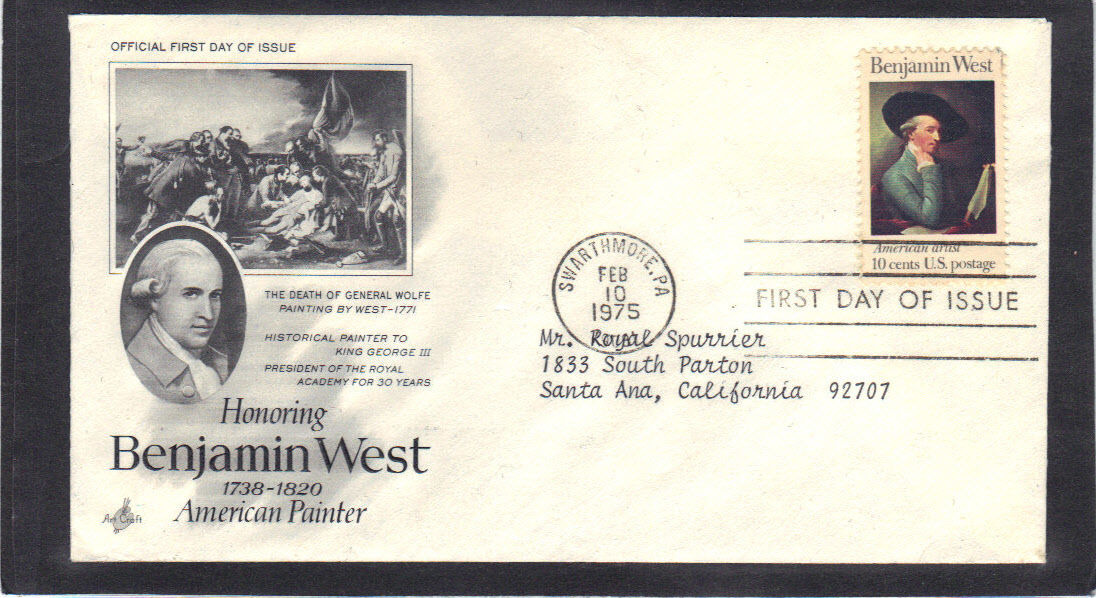 OFFICIAL FIRST DAY OF ISSUE
THE DEATH OF GENERAL WOLFE
PAINTING BY WEST-1771
HISTORICAL PAINTER TO
KING GEORGE III
PRESIDENT OF THE ROYAL
ACADEMY FOR 30 YEARS
Honoring
Benjamin West
1738-1820
American Painter
Art Craft
Benjamin West
American artist
10 cents U.S. postage
SWARTHMORE, PA
FEB
10
1975
FIRST DAY OF ISSUE
Mr. Royal Spurrier
1833 South Parton
Santa Ana, California 92707